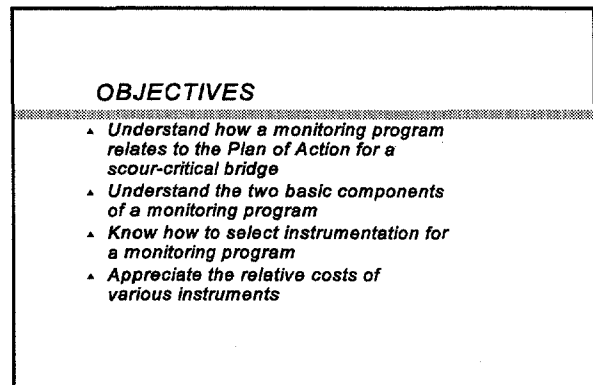 OBJECTIVES
▴ Understand how a monitoring program
relates to the Plan of Action for a
scour-critical bridge
▴ Understand the two basic components
of a monitoring program
▴ Know how to select instrumentation for
a monitoring program
▴ Appreciate the relative costs of
various instruments